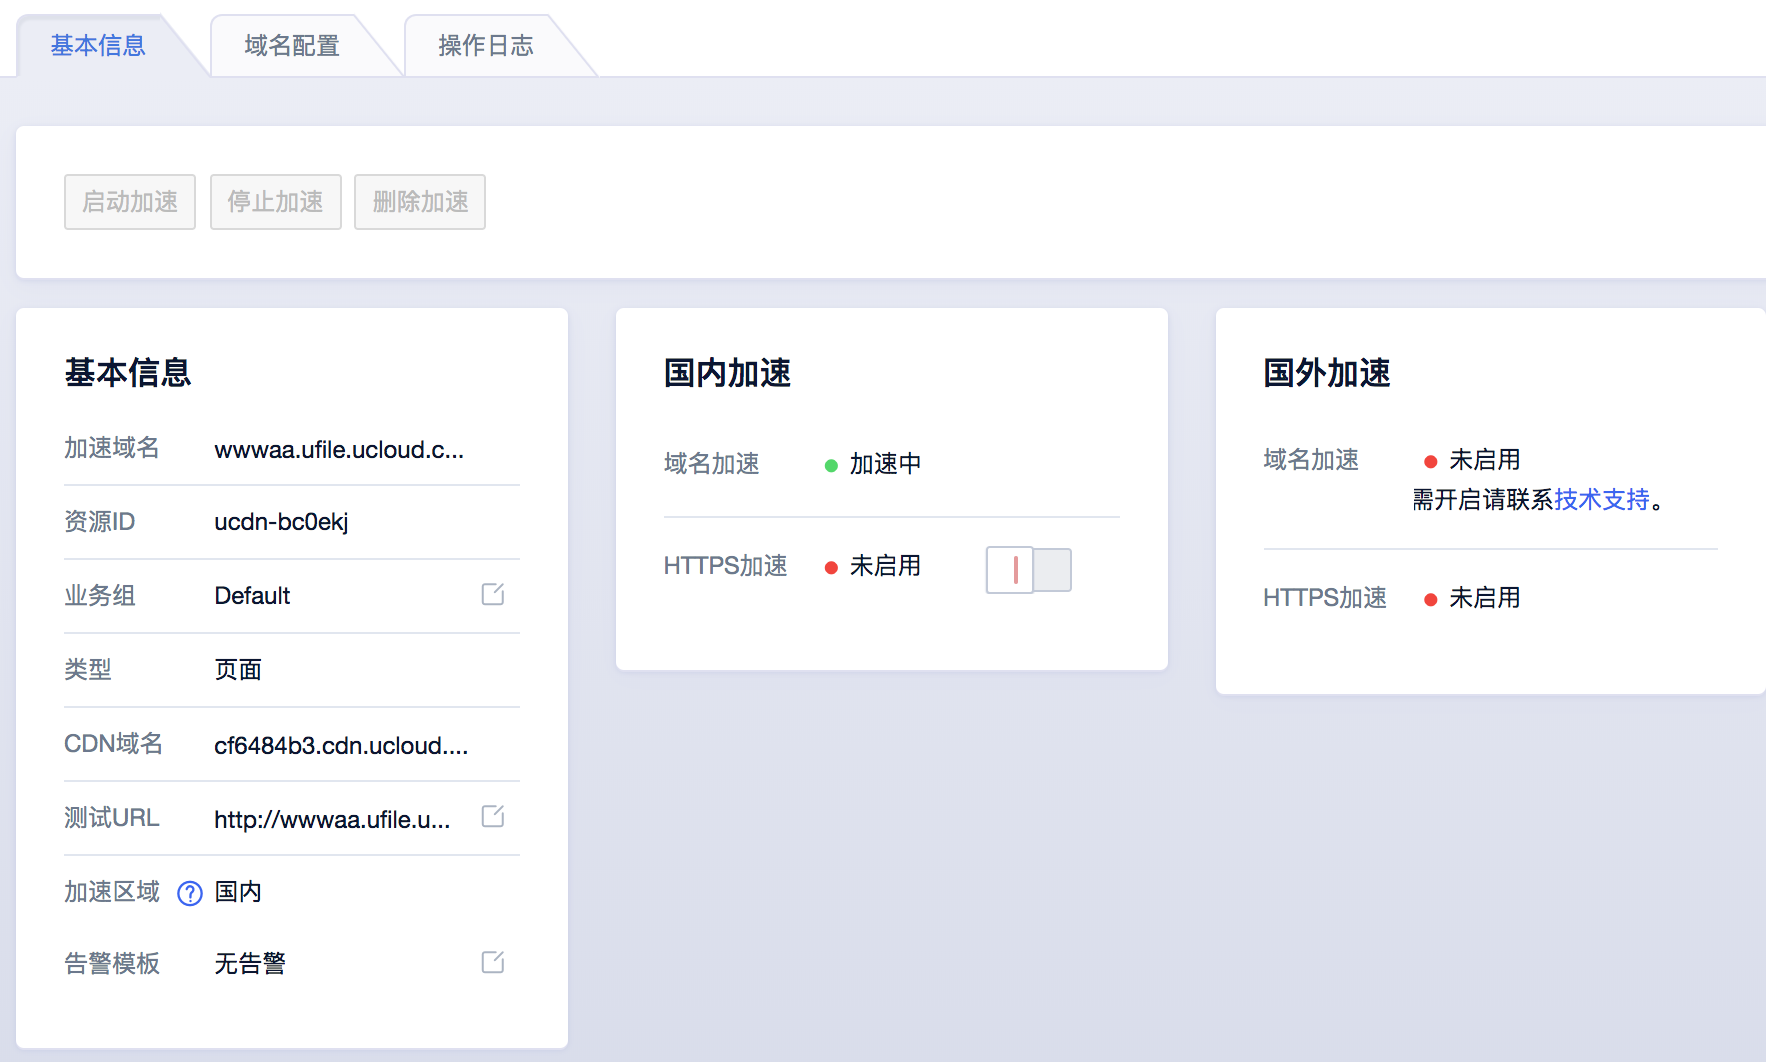 基本信息
域名配置
操作日志
启动加速
停止加速
删除加速
基本信息
加速域名 wwwaa.ufile.ucloud.c...
资源ID ucdn-bc0ekj
业务组 Default
类型 页面
CDN域名 cf6484b3.cdn.ucloud....
测试URL http://wwwaa.ufile.u...
加速区域 ? 国内
告警模板 无告警
国内加速
域名加速 加速中
HTTPS加速 未启用
国外加速
域名加速 未启用
需开启请联系技术支持。
HTTPS加速 未启用